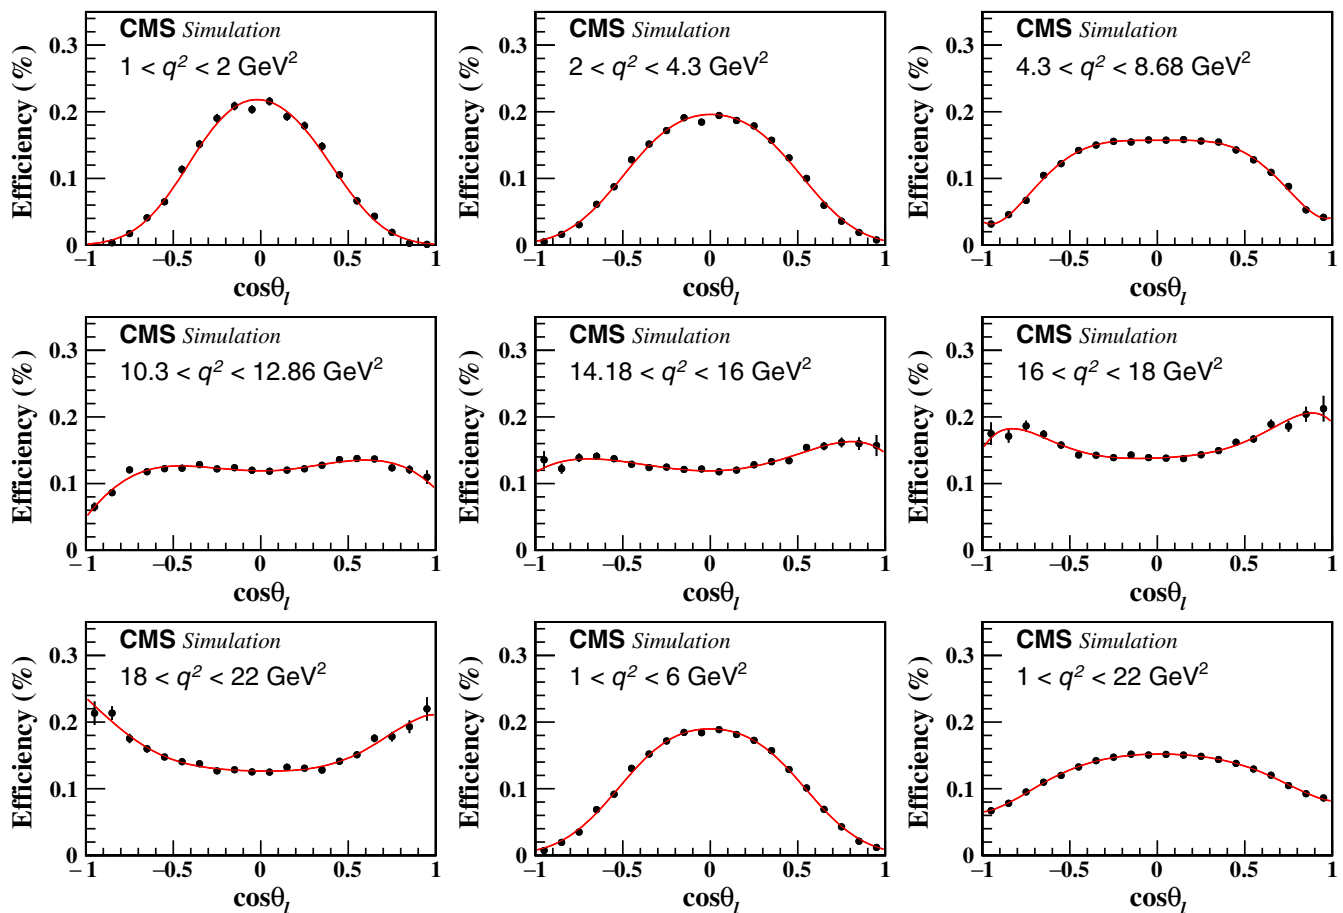 CMS Simulation
1 < q² < 2 GeV²
Efficiency (%)
0.3
0.2
0.1
0
−1 −0.5 0 0.5 1
cosθl
CMS Simulation
2 < q² < 4.3 GeV²
Efficiency (%)
0.3
0.2
0.1
0
−1 −0.5 0 0.5 1
cosθl
CMS Simulation
4.3 < q² < 8.68 GeV²
Efficiency (%)
0.3
0.2
0.1
0
−1 −0.5 0 0.5 1
cosθl
CMS Simulation
10.3 < q² < 12.86 GeV²
Efficiency (%)
0.3
0.2
0.1
0
−1 −0.5 0 0.5 1
cosθl
CMS Simulation
14.18 < q² < 16 GeV²
Efficiency (%)
0.3
0.2
0.1
0
−1 −0.5 0 0.5 1
cosθl
CMS Simulation
16 < q² < 18 GeV²
Efficiency (%)
0.3
0.2
0.1
0
−1 −0.5 0 0.5 1
cosθl
CMS Simulation
18 < q² < 22 GeV²
Efficiency (%)
0.3
0.2
0.1
0
−1 −0.5 0 0.5 1
cosθl
CMS Simulation
1 < q² < 6 GeV²
Efficiency (%)
0.3
0.2
0.1
0
−1 −0.5 0 0.5 1
cosθl
CMS Simulation
1 < q² < 22 GeV²
Efficiency (%)
0.3
0.2
0.1
0
−1 −0.5 0 0.5 1
cosθl